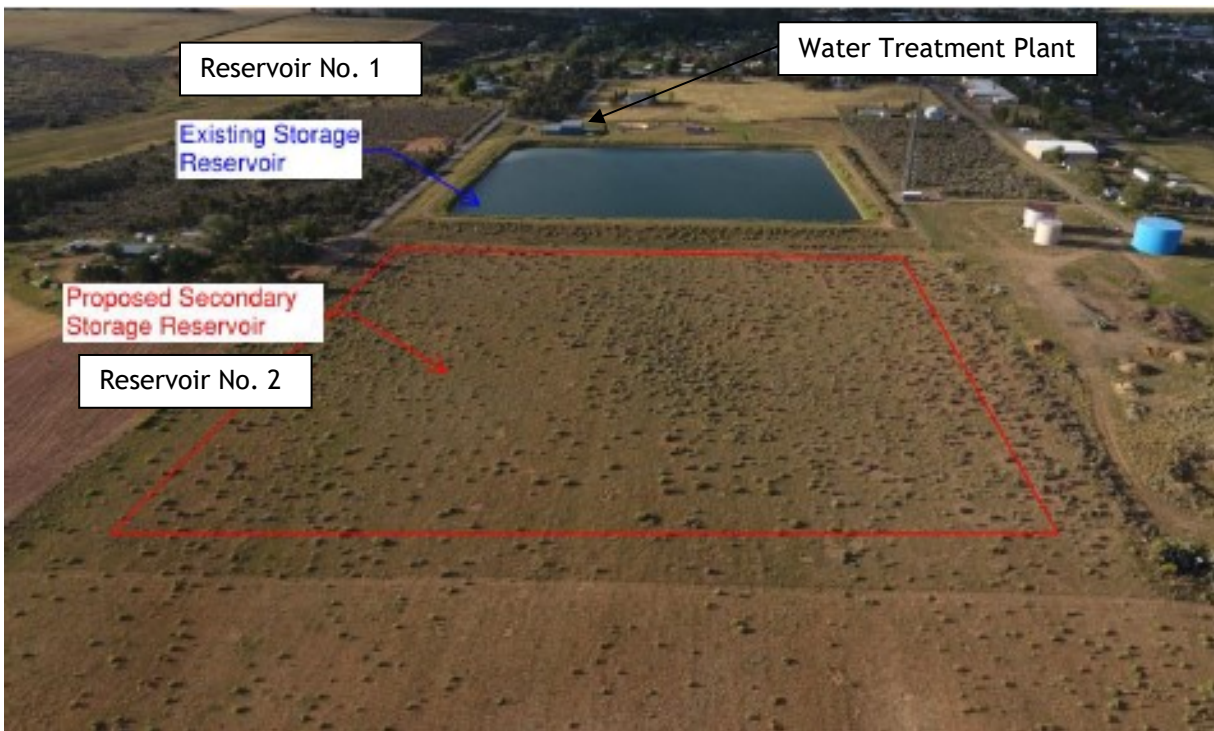 Reservoir No. 1
Water Treatment Plant
Existing Storage
Reservoir
Proposed Secondary
Storage Reservoir
Reservoir No. 2